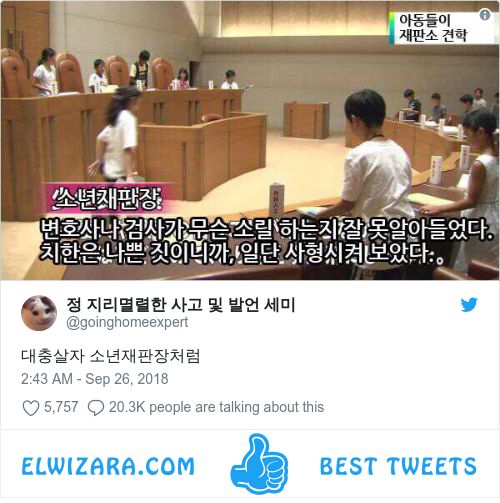 아동들이
재판소 견학
소년재판장
변호사나 검사가 무슨 소릴 하는지 잘 못알아들었다.
치한은 나쁜 짓이니까, 일단 사형시켜 보았다.
정 지리멸렬한 사고 및 발언 세미
@goinghomeexpert
대충살자 소년재판장처럼
2:43 AM - Sep 26, 2018
5,757 20.3K people are talking about this
ELWIZARA.COM BEST TWEETS